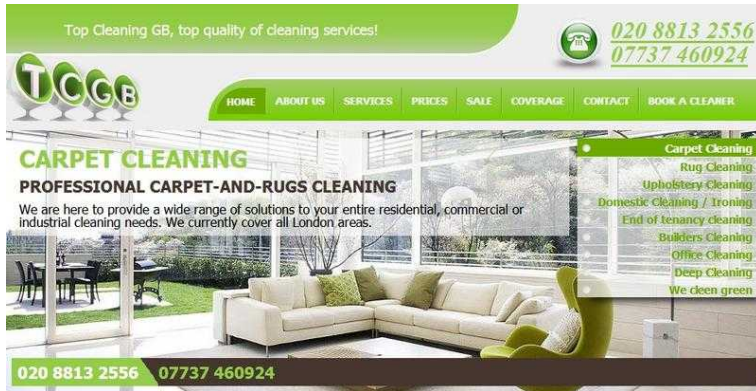 Top Cleaning GB, top quality of cleaning services!
020 8813 2556
07737 460924
TCGB
HOME ABOUT US SERVICES PRICES SALE COVERAGE CONTACT BOOK A CLEANER
CARPET CLEANING
PROFESSIONAL CARPET-AND-RUGS CLEANING
We are here to provide a wide range of solutions to your entire residential, commercial or
industrial cleaning needs. We currently cover all London areas.
Carpet Cleaning
Rug Cleaning
Upholstery Cleaning
Domestic Cleaning / Ironing
End of tenancy cleaning
Builders Cleaning
Office Cleaning
Deep Cleaning
We cleen green
020 8813 2556 07737 460924